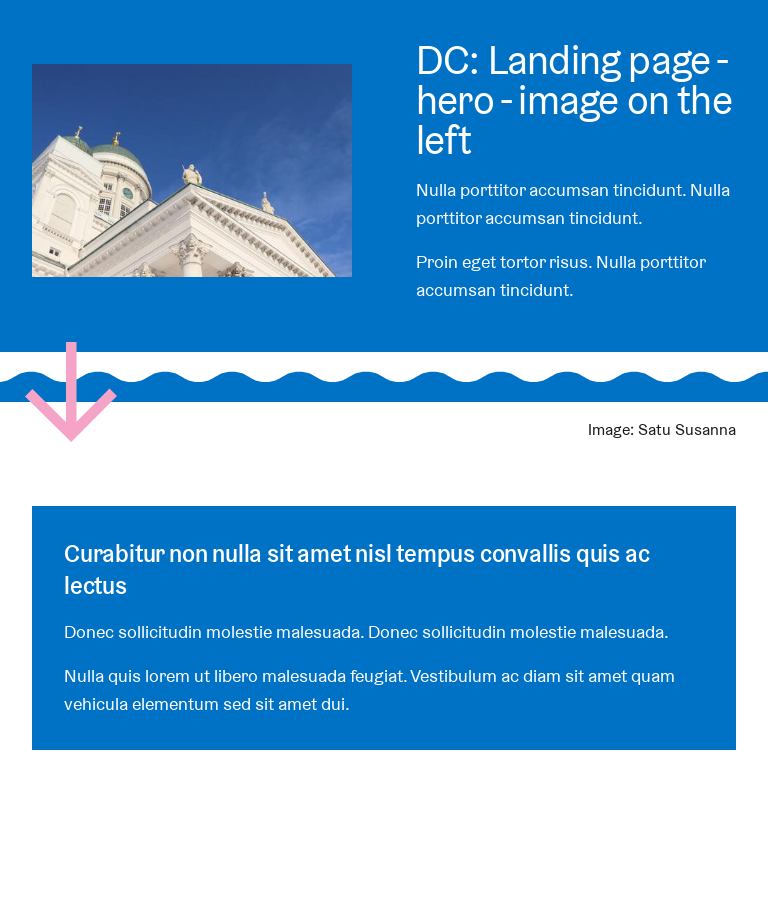 DC: Landing page -
hero - image on the
left
Nulla porttitor accumsan tincidunt. Nulla
porttitor accumsan tincidunt.
Proin eget tortor risus. Nulla porttitor
accumsan tincidunt.
Image: Satu Susanna
Curabitur non nulla sit amet nisl tempus convallis quis ac
lectus
Donec sollicitudin molestie malesuada. Donec sollicitudin molestie malesuada.
Nulla quis lorem ut libero malesuada feugiat. Vestibulum ac diam sit amet quam
vehicula elementum sed sit amet dui.